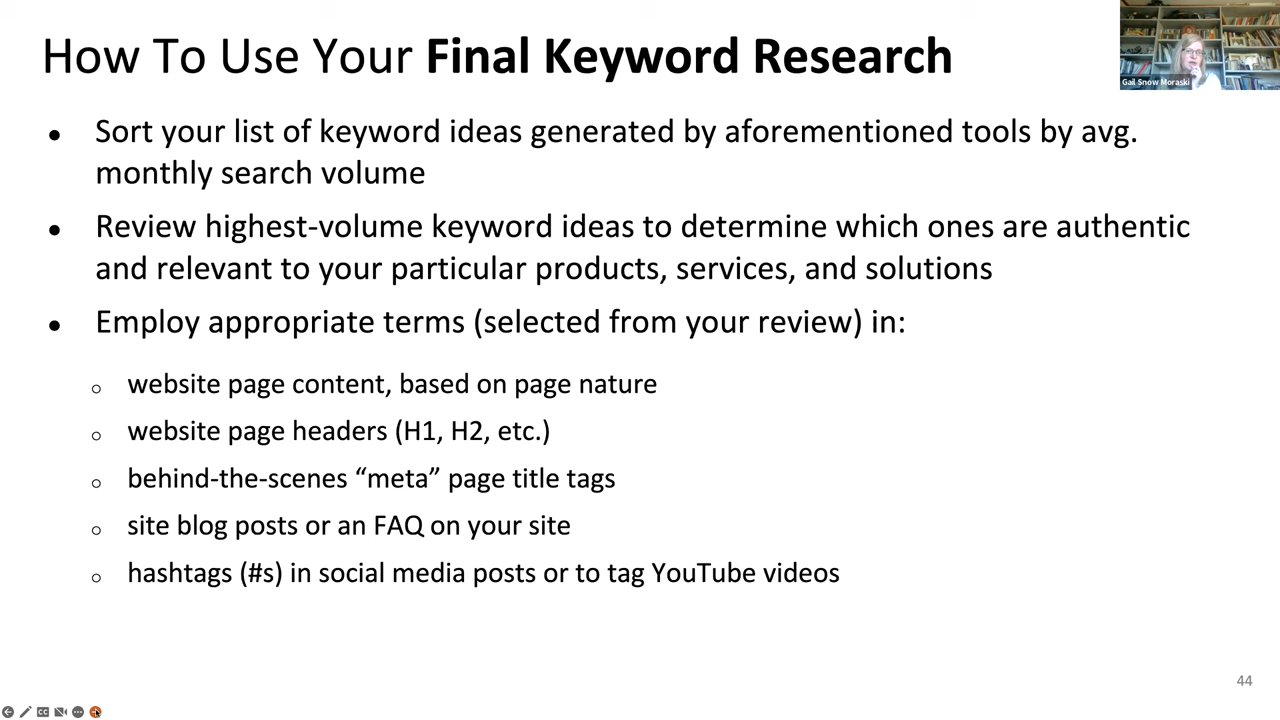 How To Use Your Final Keyword Research
Gail Snow Moraski
● Sort your list of keyword ideas generated by aforementioned tools by avg.
monthly search volume
● Review highest-volume keyword ideas to determine which ones are authentic
and relevant to your particular products, services, and solutions
● Employ appropriate terms (selected from your review) in:
○ website page content, based on page nature
○ website page headers (H1, H2, etc.)
○ behind-the-scenes “meta” page title tags
○ site blog posts or an FAQ on your site
○ hashtags (#s) in social media posts or to tag YouTube videos
44
CC